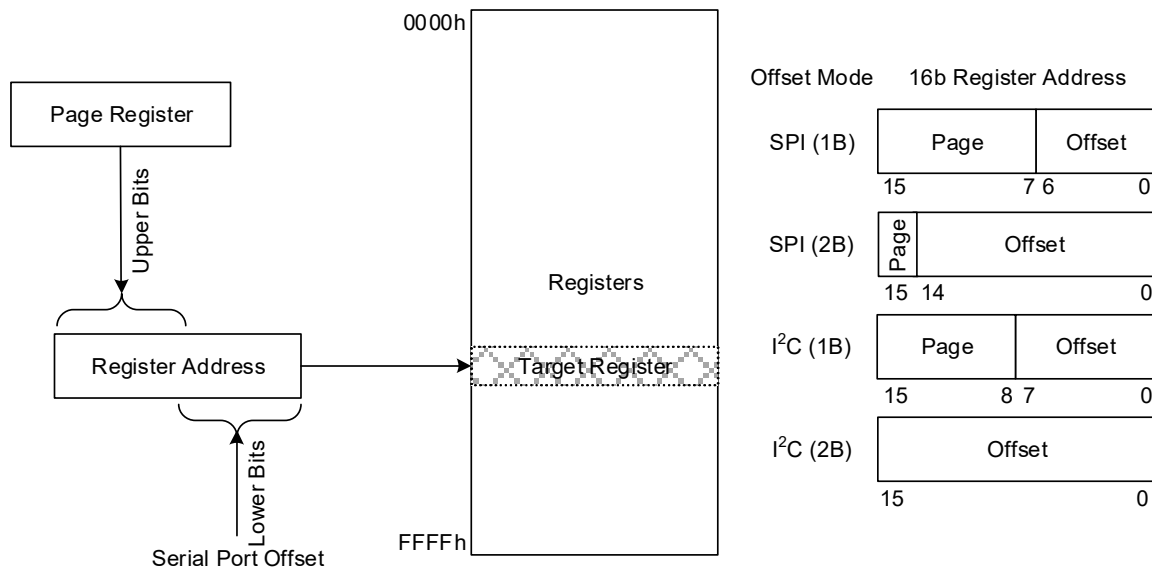 0000h
Page Register
Upper Bits
Register Address
Lower Bits
Serial Port Offset
Registers
Target Register
FFFFh
Offset Mode 16b Register Address
SPI (1B) Page Offset
15 7 6 0
SPI (2B) Page Offset
15 14 0
I²C (1B) Page Offset
15 8 7 0
I²C (2B) Offset
15 0